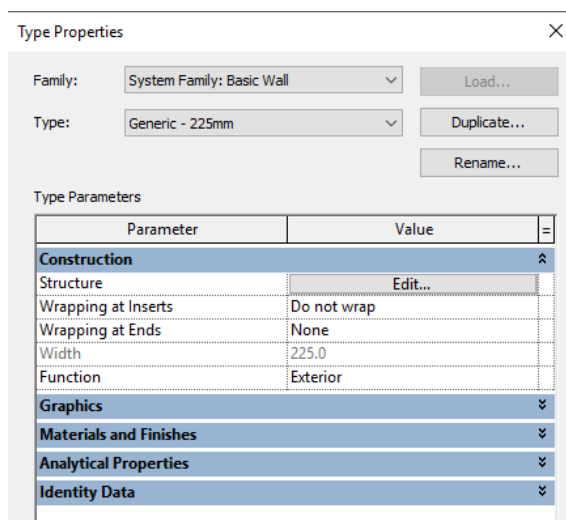 Type Properties
Family: System Family: Basic Wall Load...
Type: Generic - 225mm Duplicate...
Rename...
Type Parameters
Parameter Value =
Construction
Structure Edit...
Wrapping at Inserts Do not wrap
Wrapping at Ends None
Width 225.0
Function Exterior
Graphics
Materials and Finishes
Analytical Properties
Identity Data